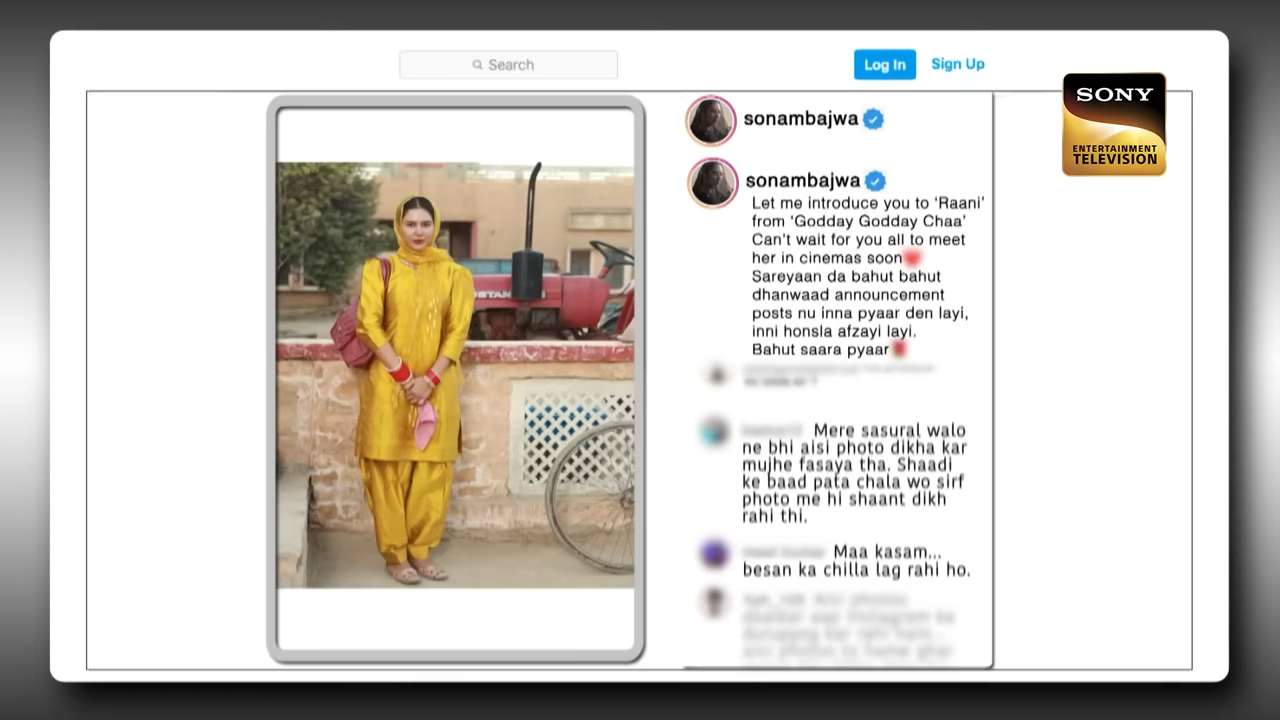 Search
Log In
Sign Up
SONY
ENTERTAINMENT
TELEVISION
sonambajwa
sonambajwa
Let me introduce you to ‘Raani’
from ‘Godday Godday Chaa’
Can’t wait for you all to meet
her in cinemas soon
Sareyaan da bahut bahut
dhanwaad announcement
posts nu inna pyaar den layi,
inni honsla afzayi layi.
Bahut saara pyaar
Mere sasural walo
ne bhi aisi photo dikha kar
mujhe fasaya tha. Shaadi
ke baad pata chala wo sirf
photo me hi shaant dikh
rahi thi.
Maa kasam...
besan ka chilla lag rahi ho.